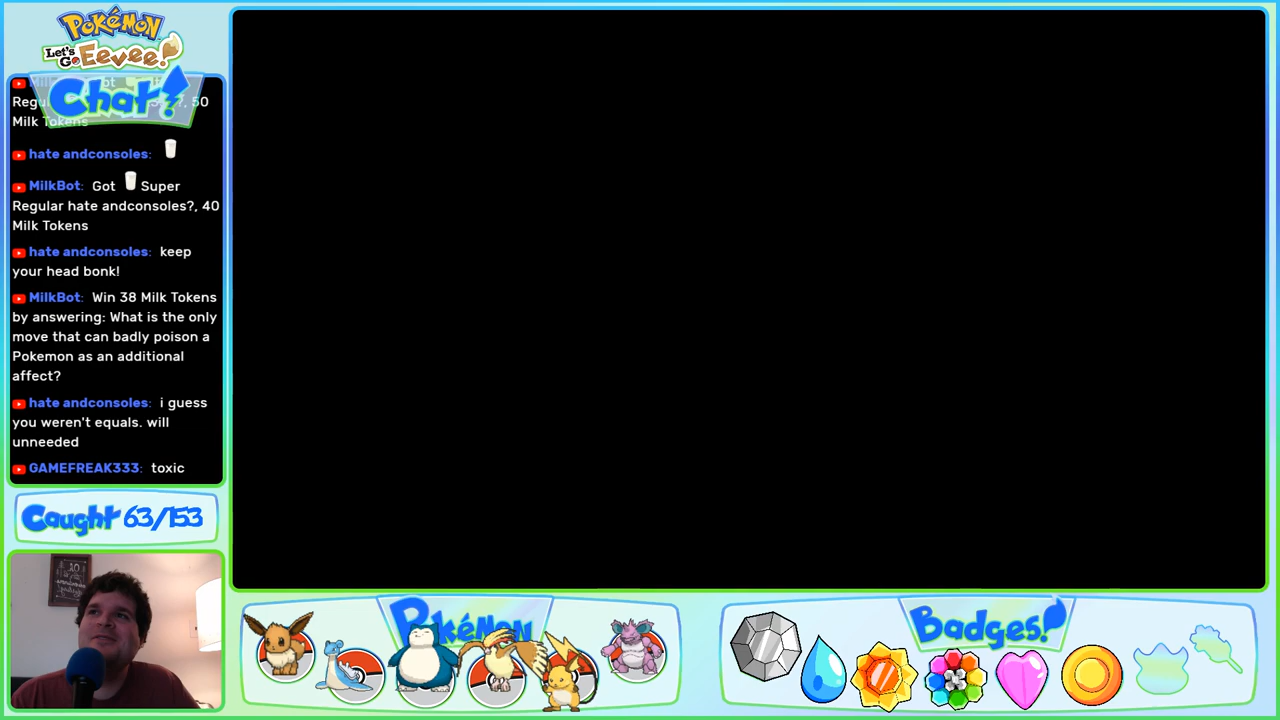 POKéMON
Let's Go Eevee!
Chat!
Regu 50
Milk Tokens
hate andconsoles:
MilkBot: Got Super
Regular hate andconsoles?, 40
Milk Tokens
hate andconsoles: keep
your head bonk!
MilkBot: Win 38 Milk Tokens
by answering: What is the only
move that can badly poison a
Pokemon as an additional
affect?
hate andconsoles: i guess
you weren't equals. will
unneeded
GAMEFREAK333: toxic
Caught 63/153
Pokémon
Badges!